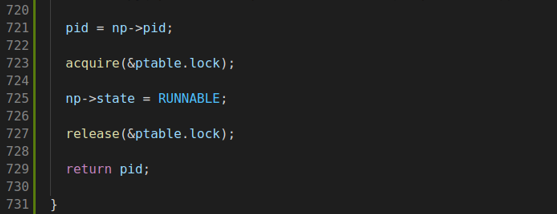 720
721 pid = np->pid;
722
723 acquire(&ptable.lock);
724
725 np->state = RUNNABLE;
726
727 release(&ptable.lock);
728
729 return pid;
730
731 }